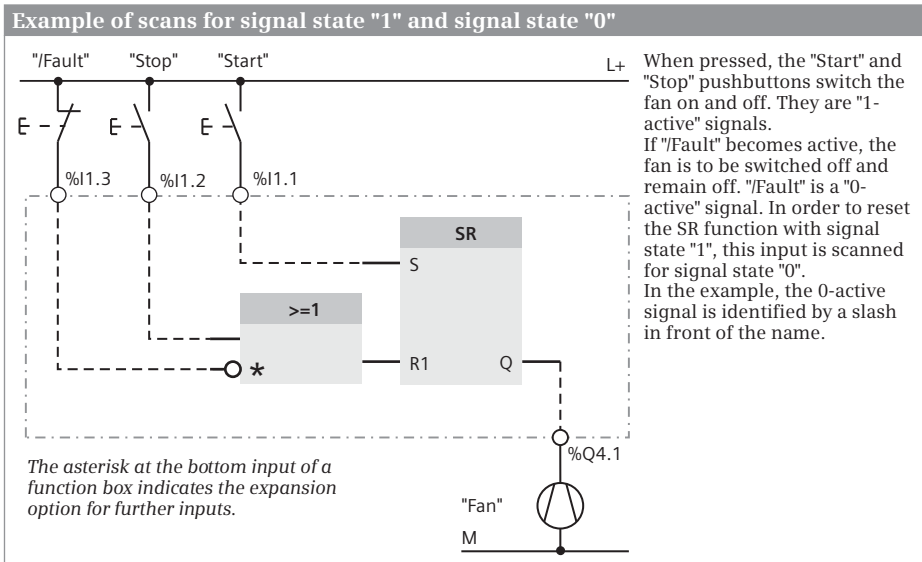 Example of scans for signal state "1" and signal state "0"
"/Fault"
"Stop"
"Start"
L+
%I1.3
%I1.2
%I1.1
SR
S
>=1
*
R1
Q
%Q4.1
"Fan"
M
The asterisk at the bottom input of a
function box indicates the expansion
option for further inputs.
When pressed, the "Start" and
"Stop" pushbuttons switch the
fan on and off. They are "1-
active" signals.
If "/Fault" becomes active, the
fan is to be switched off and
remain off. "/Fault" is a "0-
active" signal. In order to reset
the SR function with signal
state "1", this input is scanned
for signal state "0".
In the example, the 0-active
signal is identified by a slash
in front of the name.